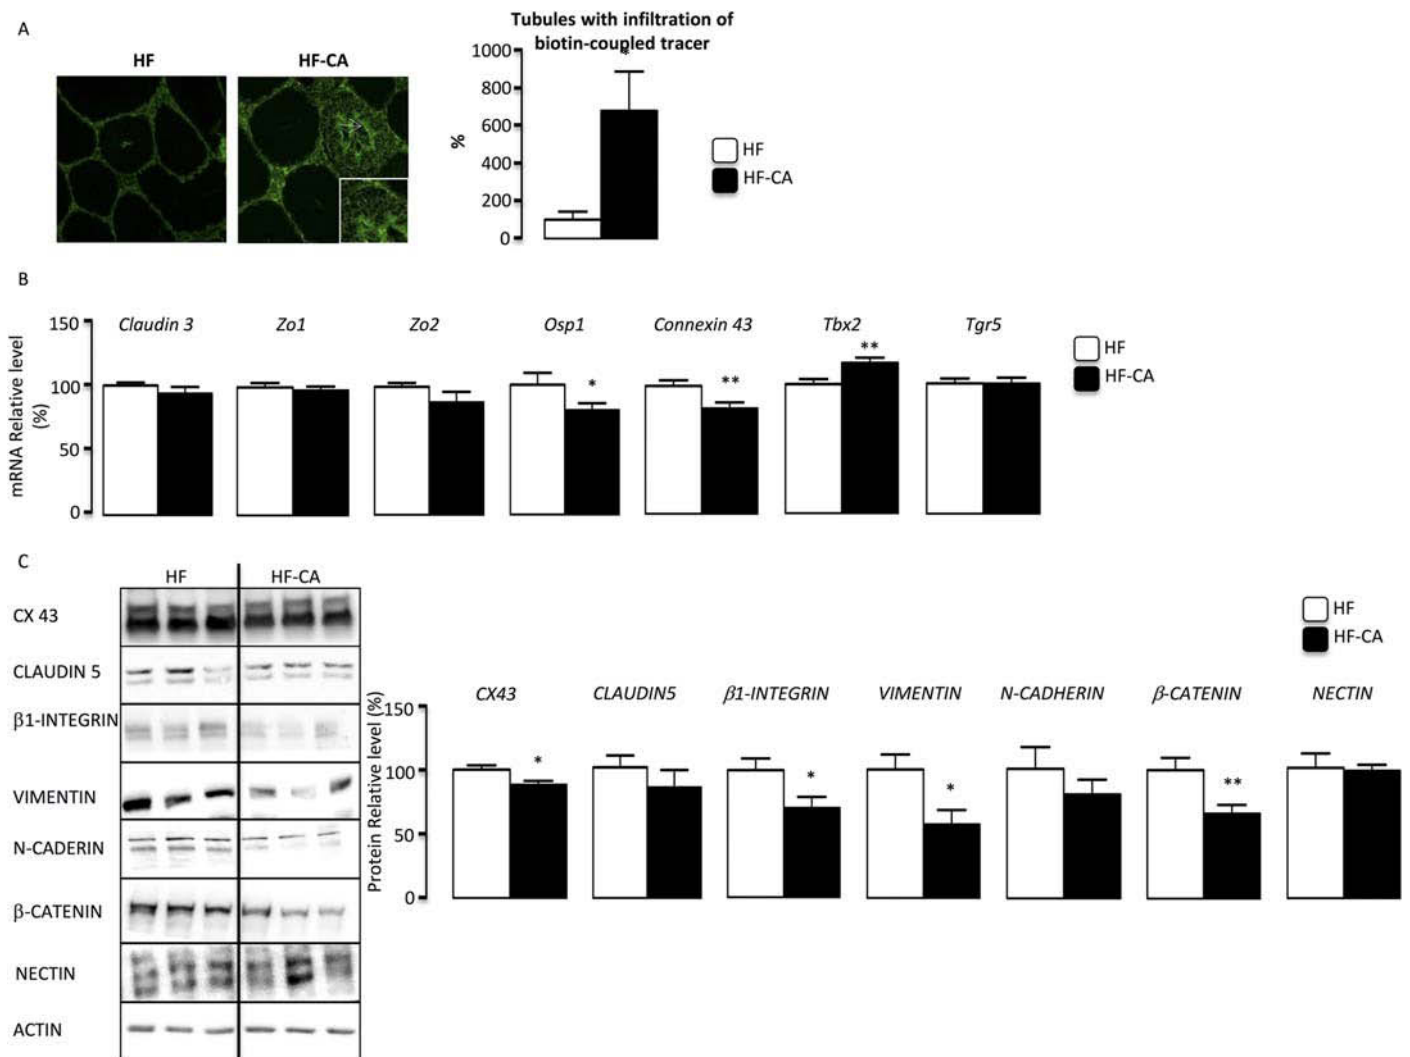 A
HF
HF-CA
Tubules with infiltration of
biotin-coupled tracer
*
%
1000
800
600
400
200
0
HF
HF-CA
B
mRNA Relative level
(%)
150
100
50
0
Claudin 3
Zo1
Zo2
Osp1
Connexin 43
Tbx2
Tgr5
*
**
**
HF
HF-CA
C
HF
HF-CA
CX 43
CLAUDIN 5
β1-INTEGRIN
VIMENTIN
N-CADERIN
β-CATENIN
NECTIN
ACTIN
HF
HF-CA
Protein Relative level (%)
150
100
50
0
CX43
CLAUDIN5
β1-INTEGRIN
VIMENTIN
N-CADHERIN
β-CATENIN
NECTIN
*
*
*
**